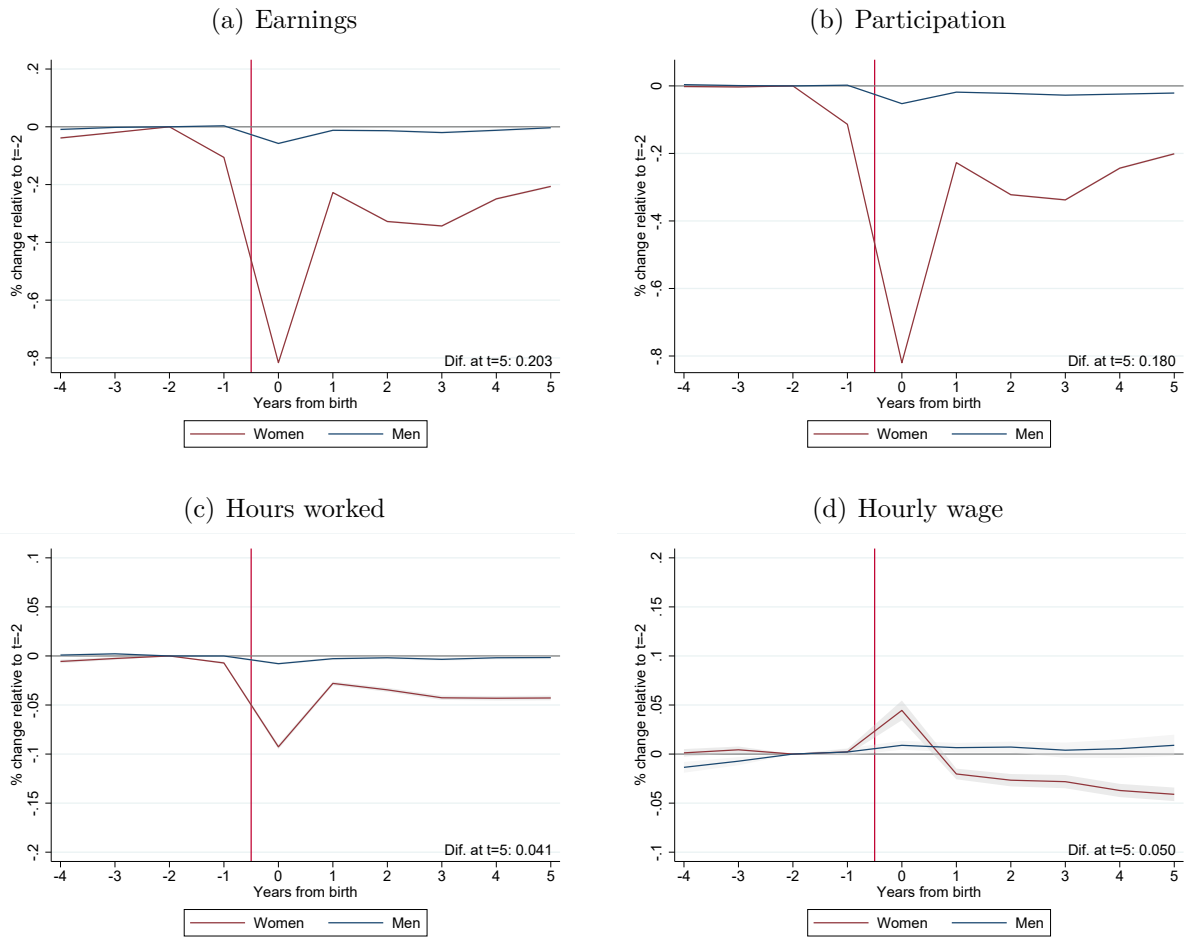 (a) Earnings
% change relative to t=-2
.2
0
-.2
-.4
-.6
-.8
Dif. at t=5: 0.203
-4 -3 -2 -1 0 1 2 3 4 5
Years from birth
Women Men
(b) Participation
% change relative to t=-2
0
-.2
-.4
-.6
-.8
Dif. at t=5: 0.180
-4 -3 -2 -1 0 1 2 3 4 5
Years from birth
Women Men
(c) Hours worked
% change relative to t=-2
.1
.05
0
-.05
-.1
-.15
-.2
Dif. at t=5: 0.041
-4 -3 -2 -1 0 1 2 3 4 5
Years from birth
Women Men
(d) Hourly wage
% change relative to t=-2
.2
.15
.1
.05
0
-.05
-.1
Dif. at t=5: 0.050
-4 -3 -2 -1 0 1 2 3 4 5
Years from birth
Women Men